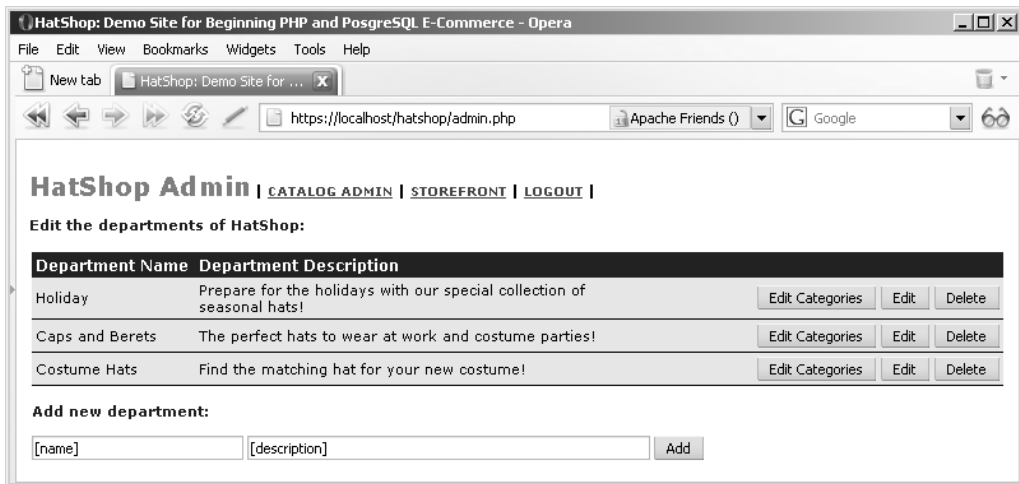 HatShop: Demo Site for Beginning PHP and PosgreSQL E-Commerce - Opera
File Edit View Bookmarks Widgets Tools Help
New tab HatShop: Demo Site for ...
https://localhost/hatshop/admin.php Apache Friends () G Google
HatShop Admin | CATALOG ADMIN | STOREFRONT | LOGOUT |
Edit the departments of HatShop:
Department Name Department Description
Holiday Prepare for the holidays with our special collection of
seasonal hats! Edit Categories Edit Delete
Caps and Berets The perfect hats to wear at work and costume parties! Edit Categories Edit Delete
Costume Hats Find the matching hat for your new costume! Edit Categories Edit Delete
Add new department:
[name] [description] Add